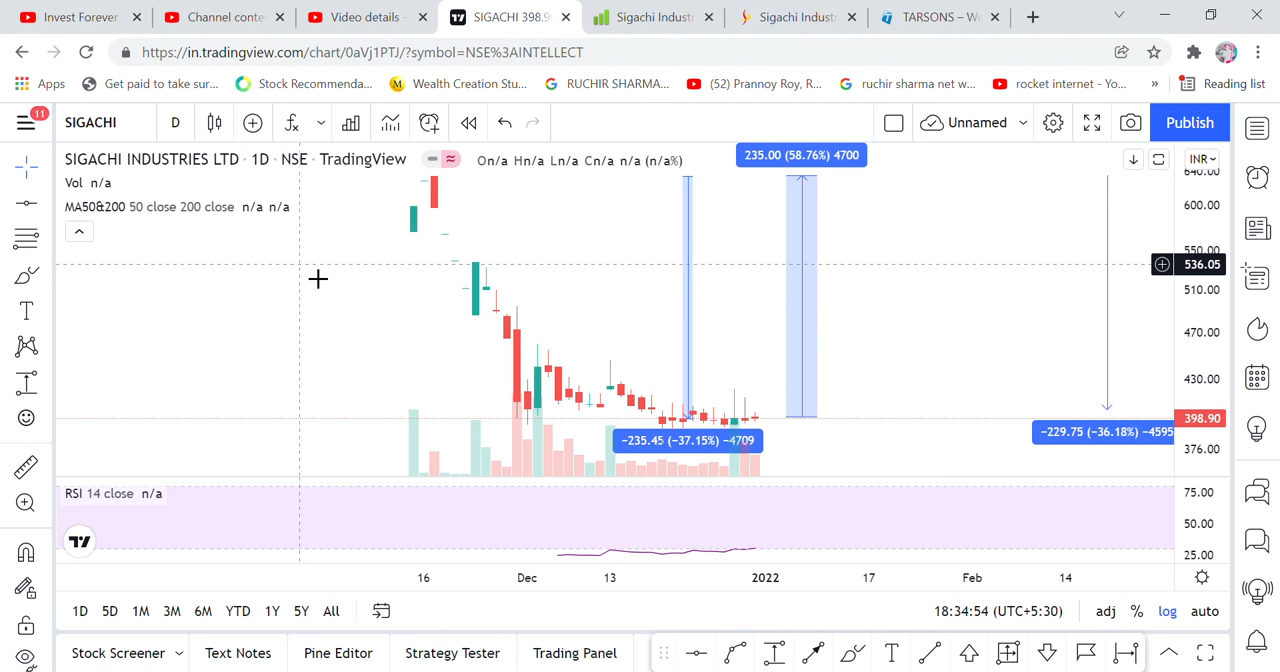 Invest Forever
Channel conte
Video details -
SIGACHI 398.9
Sigachi Industr
Sigachi Industr
TARSONS – We
https://in.tradingview.com/chart/0aVj1PTJ/?symbol=NSE%3AINTELLECT
Apps
Get paid to take sur...
Stock Recommenda...
Wealth Creation Stu...
RUCHIR SHARMA...
(52) Prannoy Roy, R...
ruchir sharma net w...
rocket internet - Yo...
»
Reading list
11
SIGACHI
D
Unnamed
Publish
SIGACHI INDUSTRIES LTD · 1D · NSE · TradingView
On/a Hn/a Ln/a Cn/a n/a (n/a%)
235.00 (58.76%) 4700
INR
Vol n/a
MA50&200 50 close 200 close n/a n/a
640.00
600.00
550.00
536.05
510.00
470.00
430.00
398.90
376.00
−235.45 (−37.15%) −4709
−229.75 (−36.18%) −4595
RSI 14 close n/a
75.00
50.00
25.00
16
Dec
13
2022
17
Feb
14
1D
5D
1M
3M
6M
YTD
1Y
5Y
All
18:34:54 (UTC+5:30)
adj
%
log
auto
Stock Screener
Text Notes
Pine Editor
Strategy Tester
Trading Panel